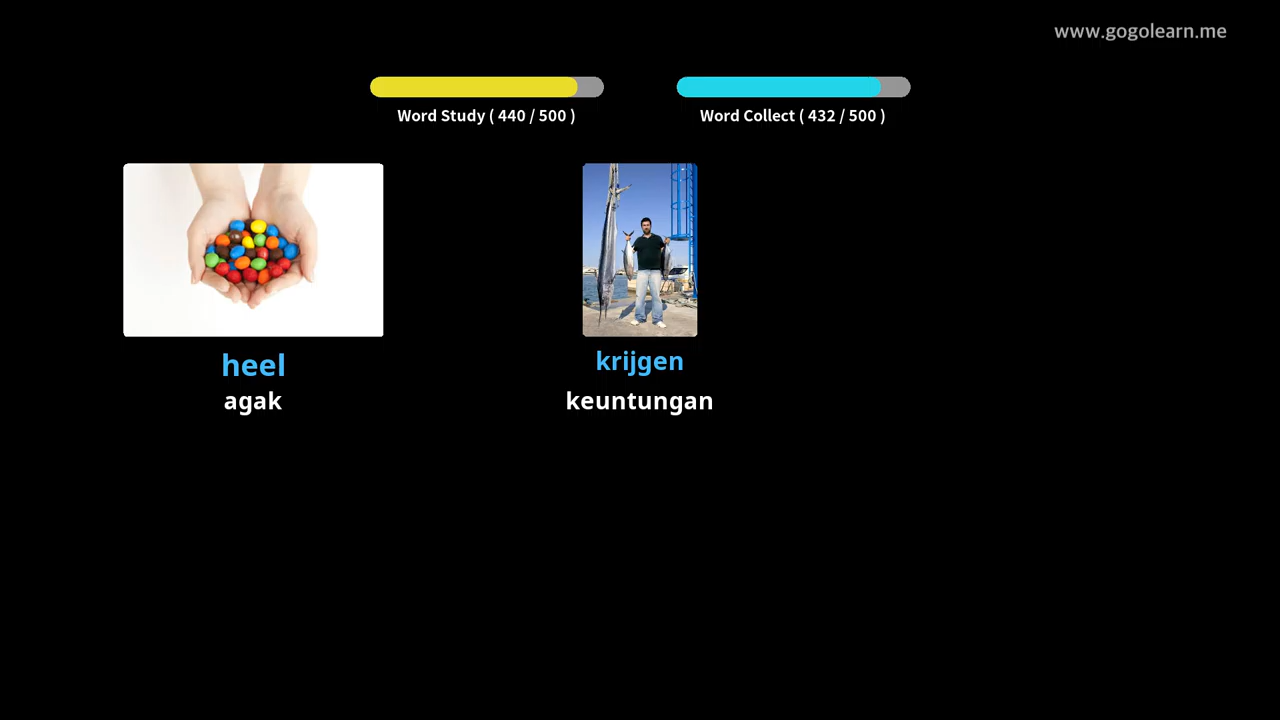 www.gogolearn.me
Word Study ( 440 / 500 )
Word Collect ( 432 / 500 )
heel
agak
krijgen
keuntungan